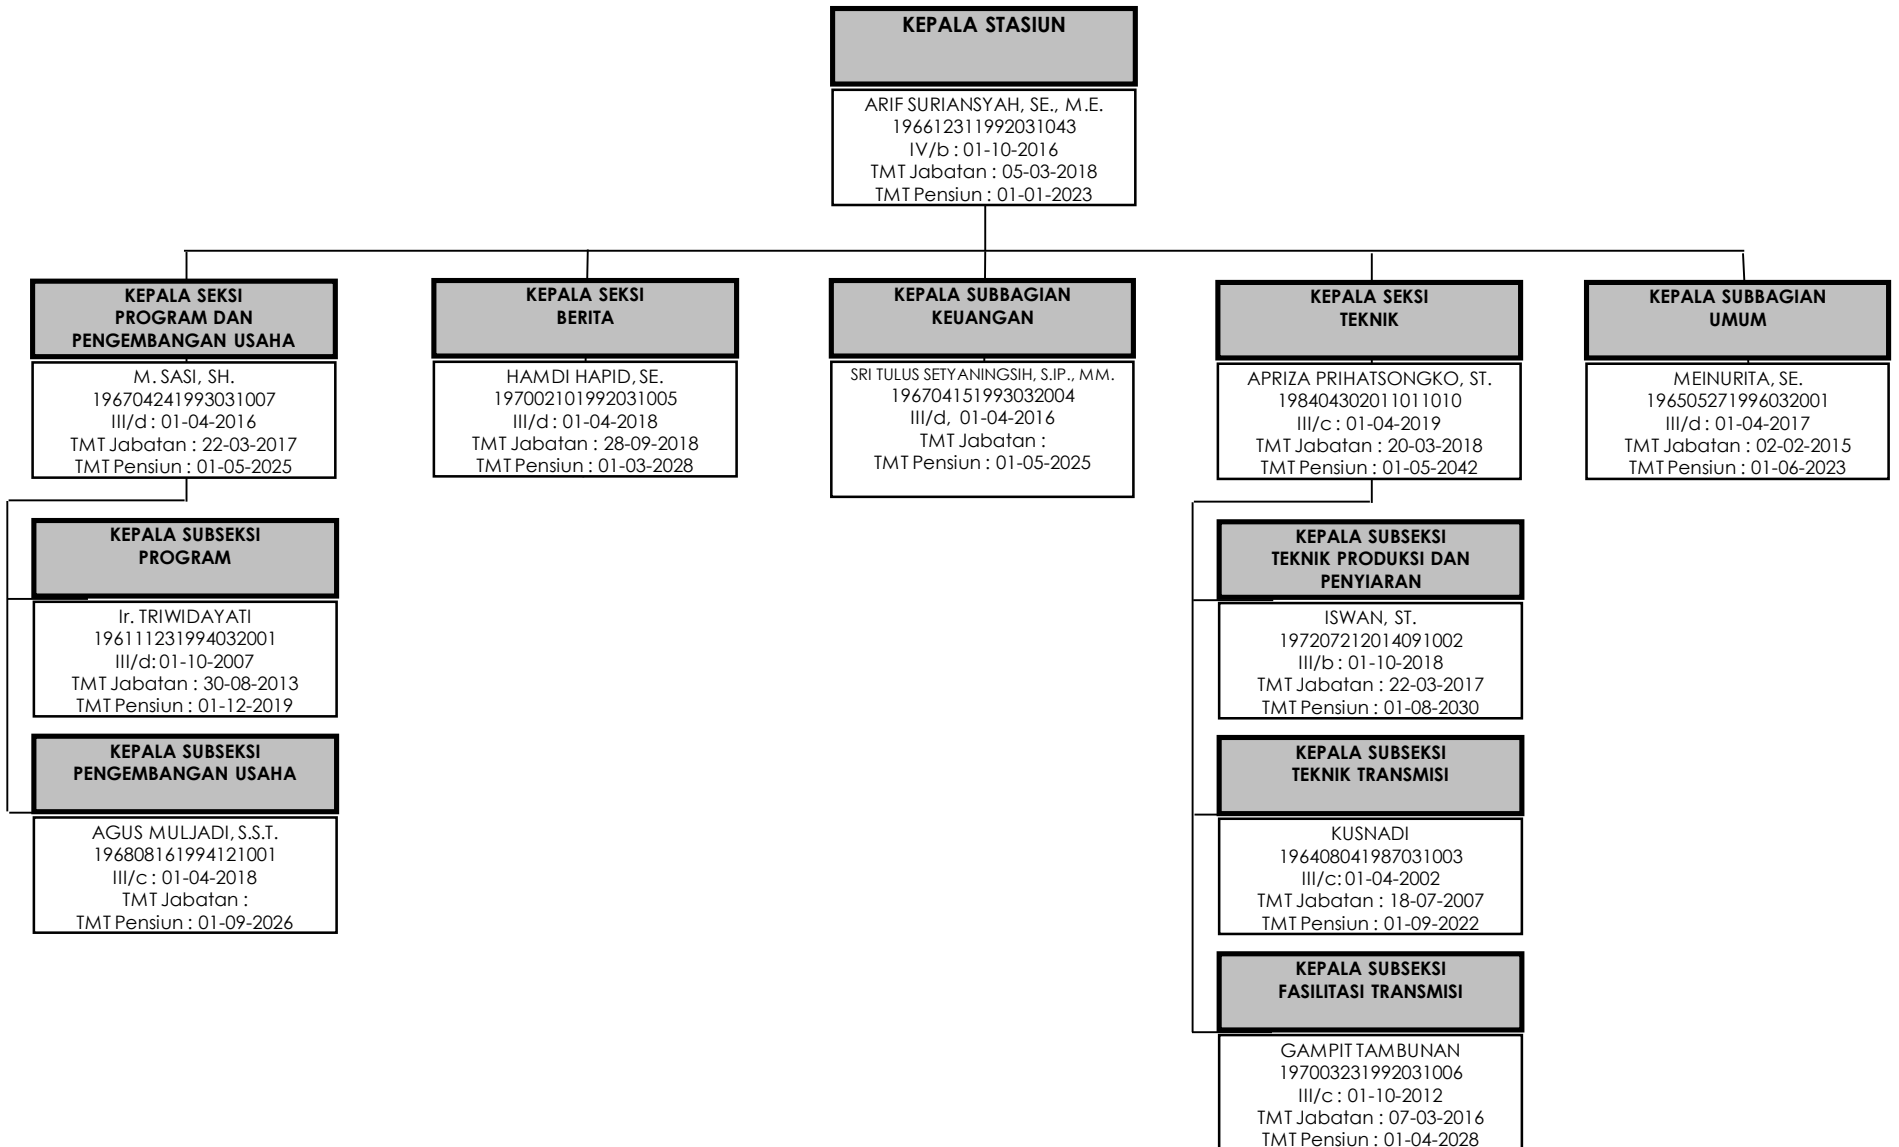 KEPALA STASIUN
ARIF SURIANSYAH, SE., M.E.
196612311992031043
IV/b : 01-10-2016
TMT Jabatan : 05-03-2018
TMT Pensiun : 01-01-2023
KEPALA SEKSI
PROGRAM DAN
PENGEMBANGAN USAHA
M. SASI, SH.
196704241993031007
III/d : 01-04-2016
TMT Jabatan : 22-03-2017
TMT Pensiun : 01-05-2025
KEPALA SEKSI
BERITA
HAMDI HAPID, SE.
197002101992031005
III/d : 01-04-2018
TMT Jabatan : 28-09-2018
TMT Pensiun : 01-03-2028
KEPALA SUBBAGIAN
KEUANGAN
SRI TULUS SETYANINGSIH, S.IP., MM.
196704151993032004
III/d, 01-04-2016
TMT Jabatan :
TMT Pensiun : 01-05-2025
KEPALA SEKSI
TEKNIK
APRIZA PRIHATSONGKO, ST.
198404302011011010
III/c : 01-04-2019
TMT Jabatan : 20-03-2018
TMT Pensiun : 01-05-2042
KEPALA SUBBAGIAN
UMUM
MEINURITA, SE.
196505271996032001
III/d : 01-04-2017
TMT Jabatan : 02-02-2015
TMT Pensiun : 01-06-2023
KEPALA SUBSEKSI
PROGRAM
Ir. TRIWIDAYATI
196111231994032001
III/d: 01-10-2007
TMT Jabatan : 30-08-2013
TMT Pensiun : 01-12-2019
KEPALA SUBSEKSI
PENGEMBANGAN USAHA
AGUS MULJADI, S.S.T.
196808161994121001
III/c : 01-04-2018
TMT Jabatan :
TMT Pensiun : 01-09-2026
KEPALA SUBSEKSI
TEKNIK PRODUKSI DAN
PENYIARAN
ISWAN, ST.
197207212014091002
III/b : 01-10-2018
TMT Jabatan : 22-03-2017
TMT Pensiun : 01-08-2030
KEPALA SUBSEKSI
TEKNIK TRANSMISI
KUSNADI
196408041987031003
III/c: 01-04-2002
TMT Jabatan : 18-07-2007
TMT Pensiun : 01-09-2022
KEPALA SUBSEKSI
FASILITASI TRANSMISI
GAMPIT TAMBUNAN
197003231992031006
III/c : 01-10-2012
TMT Jabatan : 07-03-2016
TMT Pensiun : 01-04-2028